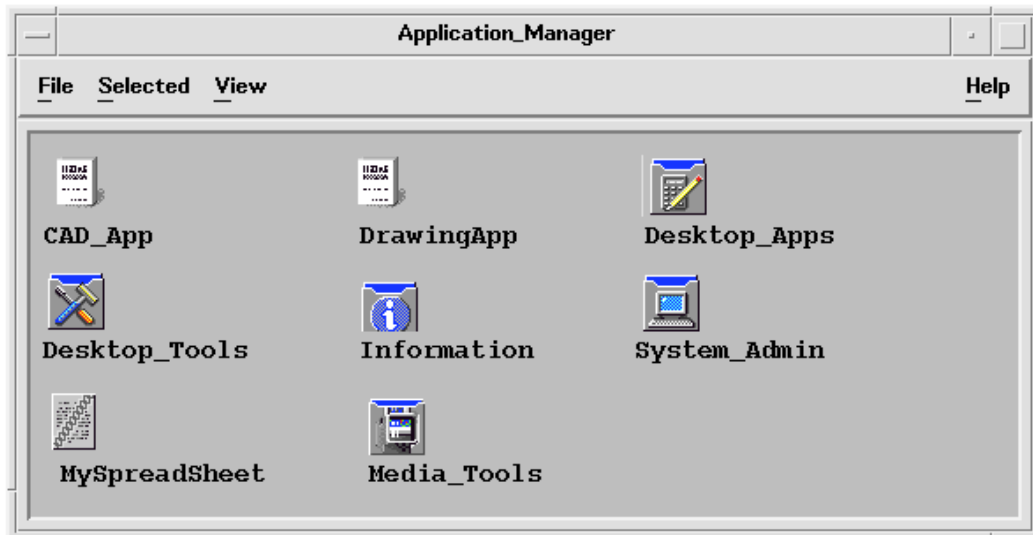 Application_Manager
File Selected View Help
CAD_App DrawingApp Desktop_Apps
Desktop_Tools Information System_Admin
MySpreadSheet Media_Tools